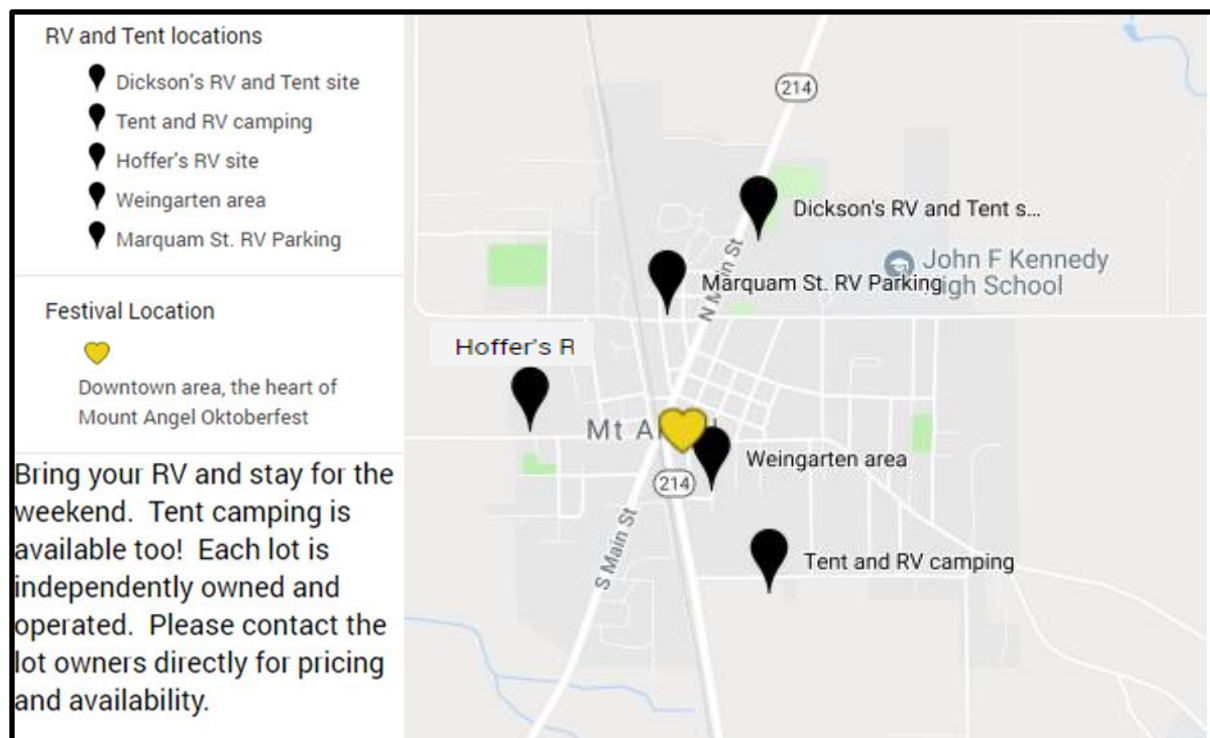 RV and Tent locations
Dickson's RV and Tent site
Tent and RV camping
Hoffer's RV site
Weingarten area
Marquam St. RV Parking
Festival Location
Downtown area, the heart of
Mount Angel Oktoberfest
Bring your RV and stay for the
weekend. Tent camping is
available too! Each lot is
independently owned and
operated. Please contact the
lot owners directly for pricing
and availability.
214
Dickson's RV and Tent s...
John F Kennedy
igh School
Marquam St. RV Parking
N Main St
Hoffer's R
Mt A
Weingarten area
214
S Main St
Tent and RV camping